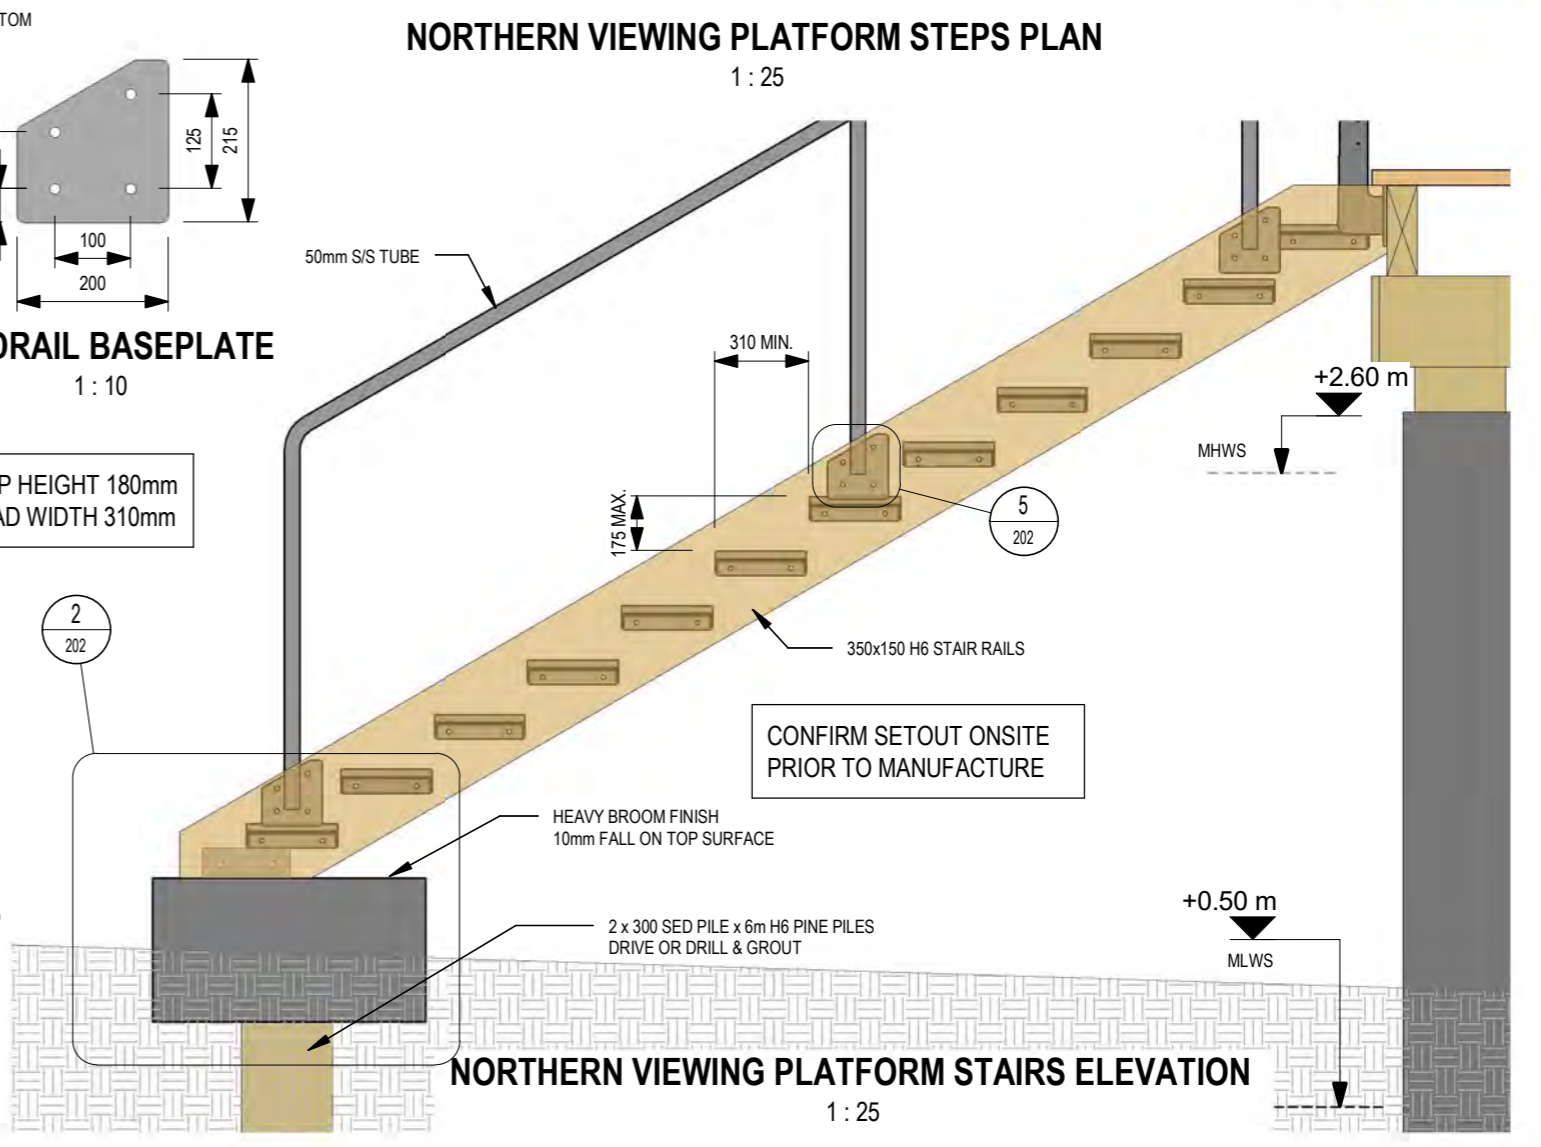 TOM
NORTHERN VIEWING PLATFORM STEPS PLAN
1 : 25
125
215
100
200
DRAIL BASEPLATE
1 : 10
P HEIGHT 180mm
AD WIDTH 310mm
50mm S/S TUBE
310 MIN.
175 MAX.
+2.60 m
MHWS
5
202
2
202
350x150 H6 STAIR RAILS
CONFIRM SETOUT ONSITE
PRIOR TO MANUFACTURE
HEAVY BROOM FINISH
10mm FALL ON TOP SURFACE
2 x 300 SED PILE x 6m H6 PINE PILES
DRIVE OR DRILL & GROUT
+0.50 m
MLWS
NORTHERN VIEWING PLATFORM STAIRS ELEVATION
1 : 25